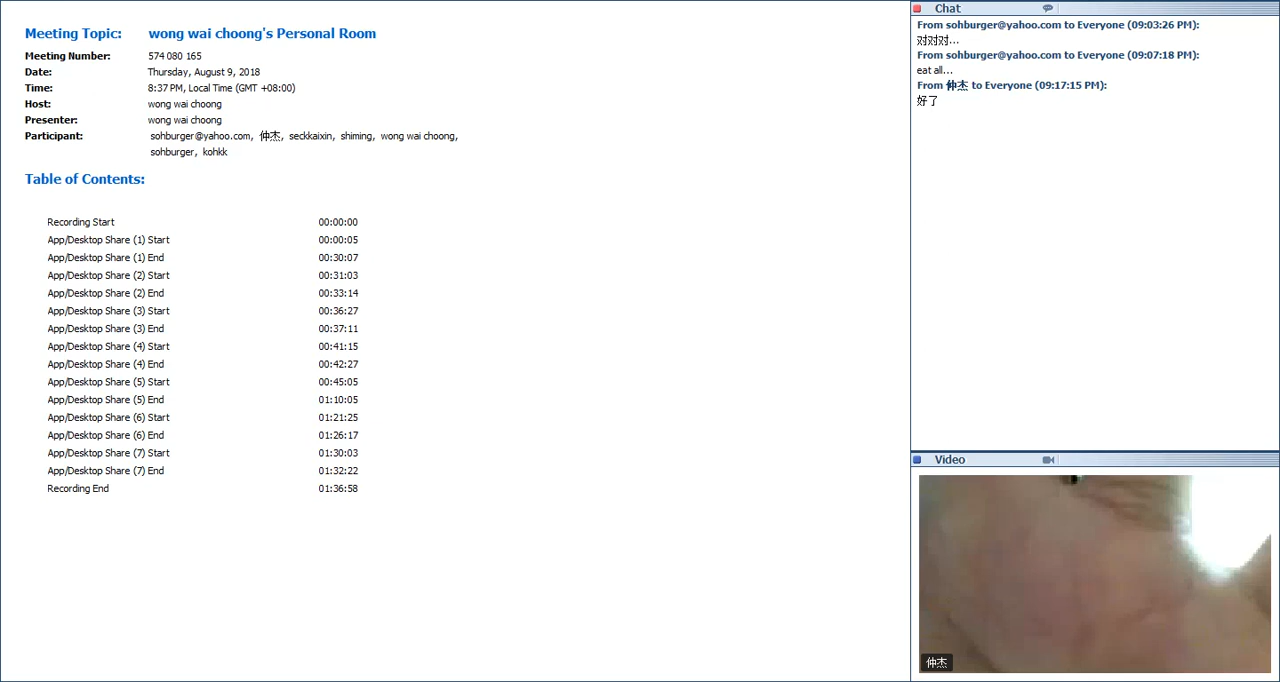 Meeting Topic: wong wai choong's Personal Room
Meeting Number: 574 080 165
Date: Thursday, August 9, 2018
Time: 8:37 PM, Local Time (GMT +08:00)
Host: wong wai choong
Presenter: wong wai choong
Participant: sohburger@yahoo.com, 仲杰, seckkaixin, shiming, wong wai choong,
sohburger, kohkk
Table of Contents:
Recording Start 00:00:00
App/Desktop Share (1) Start 00:00:05
App/Desktop Share (1) End 00:30:07
App/Desktop Share (2) Start 00:31:03
App/Desktop Share (2) End 00:33:14
App/Desktop Share (3) Start 00:36:27
App/Desktop Share (3) End 00:37:11
App/Desktop Share (4) Start 00:41:15
App/Desktop Share (4) End 00:42:27
App/Desktop Share (5) Start 00:45:05
App/Desktop Share (5) End 01:10:05
App/Desktop Share (6) Start 01:21:25
App/Desktop Share (6) End 01:26:17
App/Desktop Share (7) Start 01:30:03
App/Desktop Share (7) End 01:32:22
Recording End 01:36:58
Chat
From sohburger@yahoo.com to Everyone (09:03:26 PM):
对对对...
From sohburger@yahoo.com to Everyone (09:07:18 PM):
eat all...
From 仲杰 to Everyone (09:17:15 PM):
好了
Video
仲杰